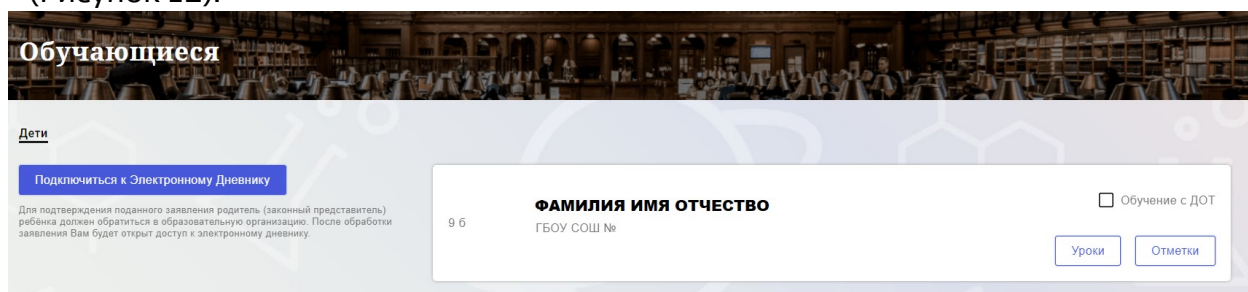 (Рисунок 12).
Обучающиеся
Дети
Подключиться к Электронному Дневнику
Для подтверждения поданного заявления родитель (законный представитель)
ребёнка должен обратиться в образовательную организацию. После обработки
заявления Вам будет открыт доступ к электронному дневнику.
9 б
ФАМИЛИЯ ИМЯ ОТЧЕСТВО
ГБОУ СОШ №
Обучение с ДОТ
Уроки
Отметки